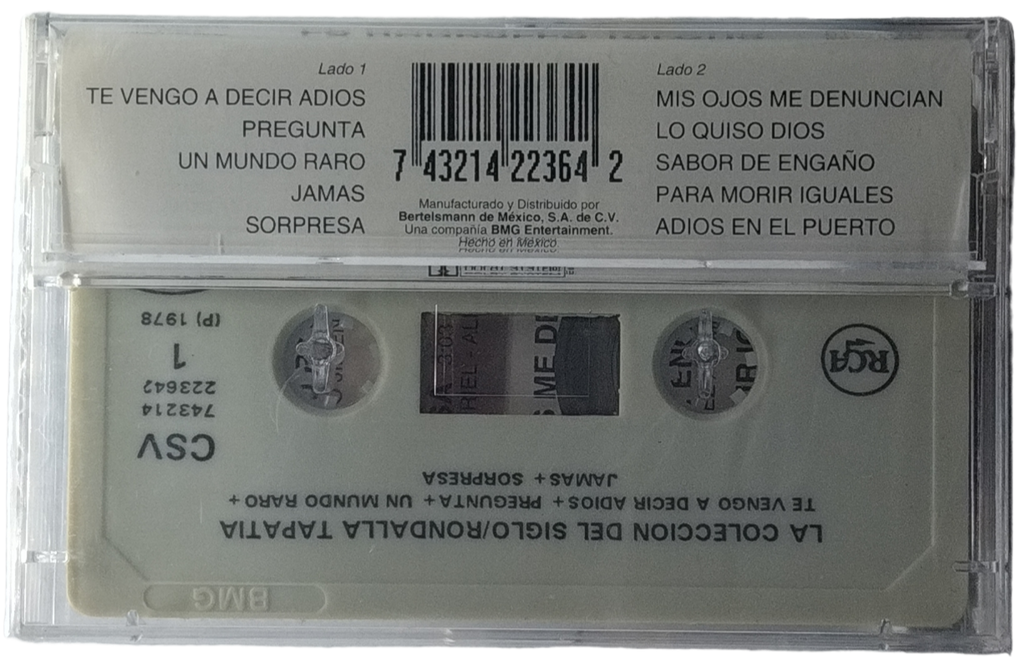 Lado 1
TE VENGO A DECIR ADIOS
PREGUNTA
UN MUNDO RARO
JAMAS
SORPRESA
7 43214 22364 2
Manufacturado y Distribuido por
Bertelsmann de México, S.A. de C.V.
Una compañía BMG Entertainment.
Hecho en México.
Lado 2
MIS OJOS ME DENUNCIAN
LO QUISO DIOS
SABOR DE ENGAÑO
PARA MORIR IGUALES
ADIOS EN EL PUERTO
BMG
LA COLECCION DEL SIGLO/RONDALLA TAPATIA
TE VENGO A DECIR ADIOS + PREGUNTA + UN MUNDO RARO +
JAMAS + SORPRESA
CSV
743214
223642
1
(P) 1978
RCA